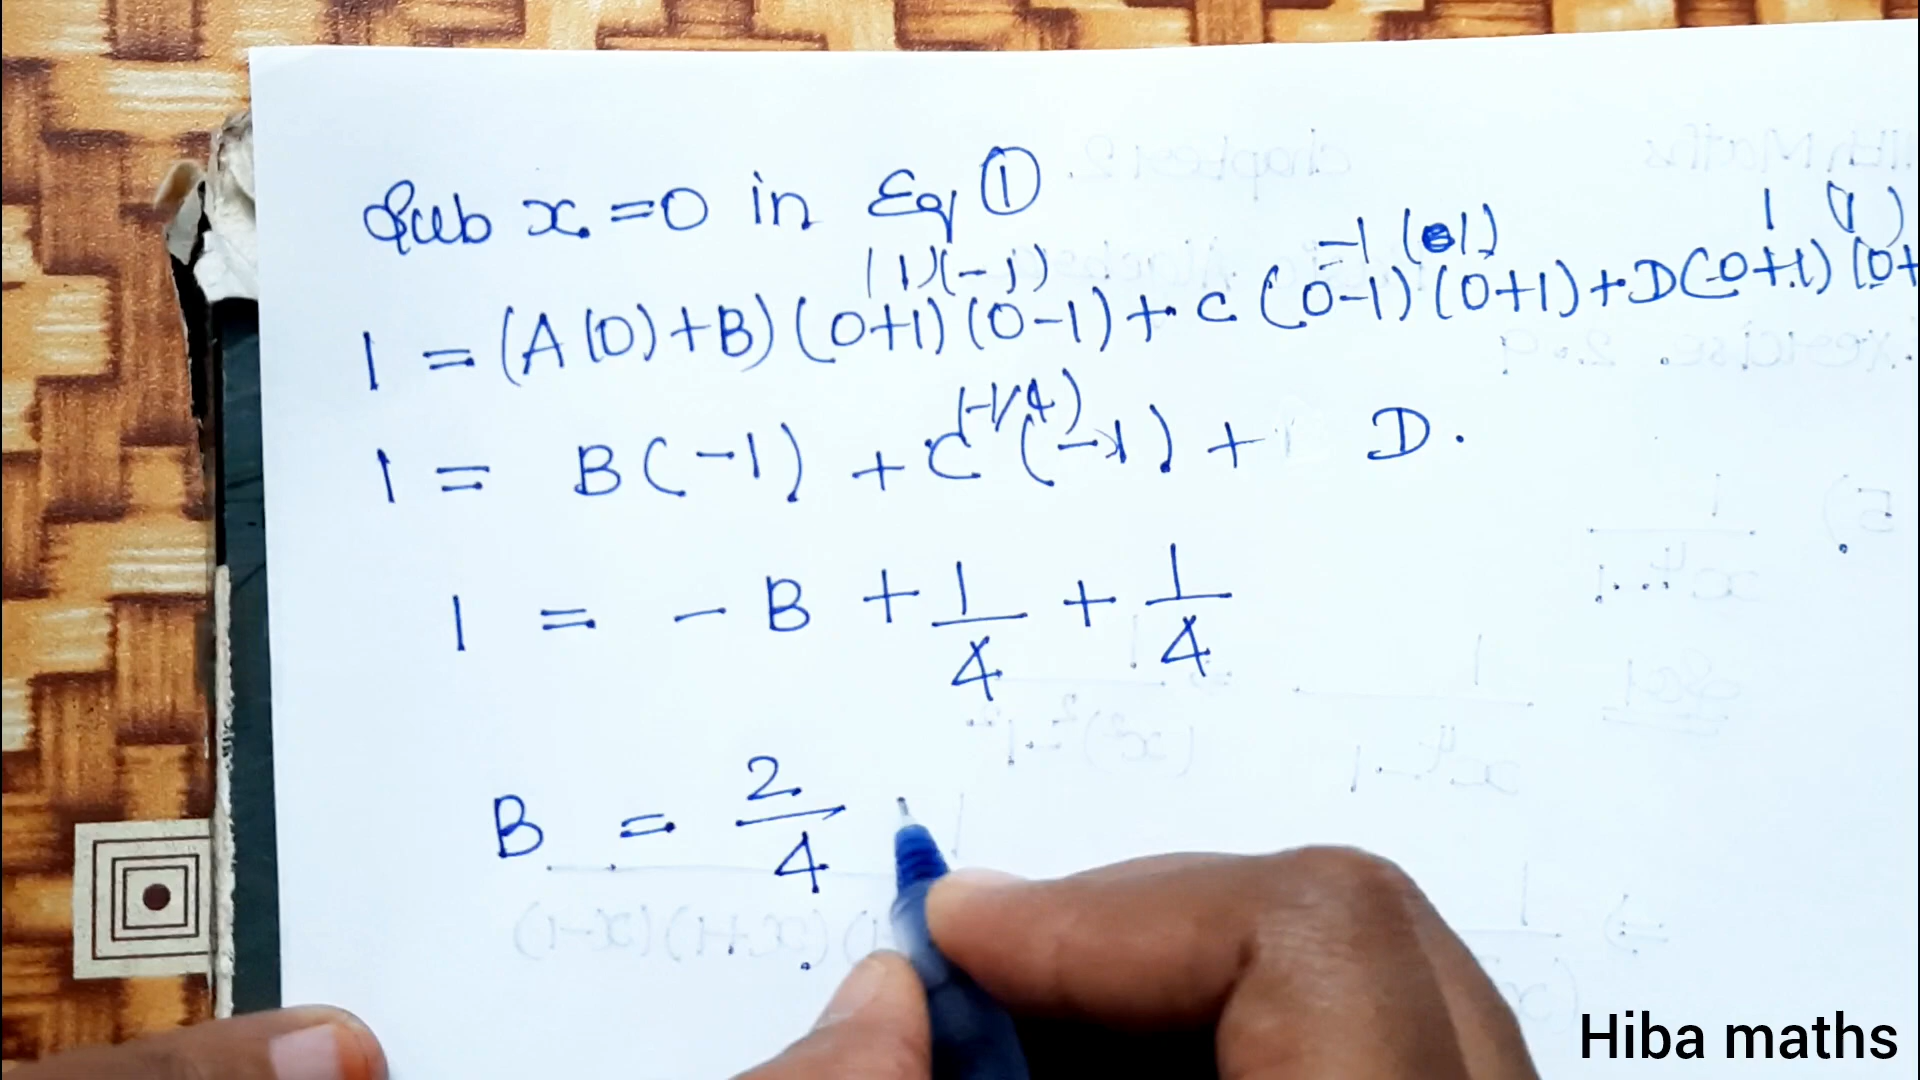 Sub x = 0 in Eq ①
(1)(-1) -1(1) 1 (1)
1 = (A(0)+B)(0+1)(0-1)+C(0-1)(0+1)+D(0+1)(0+
(-1/4)
1 = B(-1) + C(-1) + D.
1 = - B + 1/4 + 1/4
B = 2/4
Hiba maths